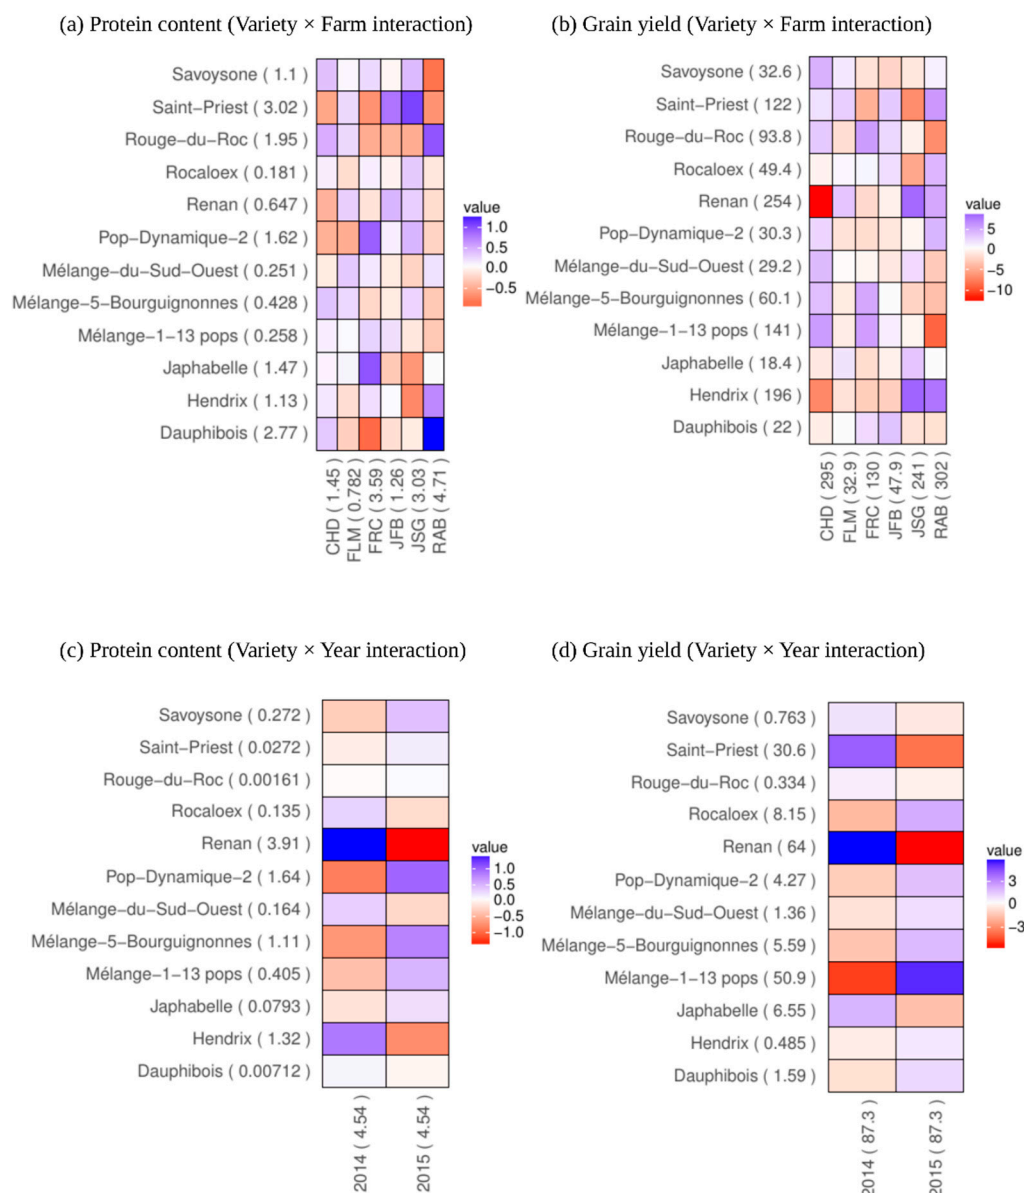 (a) Protein content (Variety × Farm interaction)
Savoysone ( 1.1 )
Saint−Priest ( 3.02 )
Rouge−du−Roc ( 1.95 )
Rocaloex ( 0.181 )
Renan ( 0.647 )
Pop−Dynamique−2 ( 1.62 )
Mélange−du−Sud−Ouest ( 0.251 )
Mélange−5−Bourguignonnes ( 0.428 )
Mélange−1−13 pops ( 0.258 )
Japhabelle ( 1.47 )
Hendrix ( 1.13 )
Dauphibois ( 2.77 )
CHD ( 1.45 )
FLM ( 0.782 )
FRC ( 3.59 )
JFB ( 1.26 )
JSG ( 3.03 )
RAB ( 4.71 )
value
1.0
0.5
0.0
−0.5
(b) Grain yield (Variety × Farm interaction)
Savoysone ( 32.6 )
Saint−Priest ( 122 )
Rouge−du−Roc ( 93.8 )
Rocaloex ( 49.4 )
Renan ( 254 )
Pop−Dynamique−2 ( 30.3 )
Mélange−du−Sud−Ouest ( 29.2 )
Mélange−5−Bourguignonnes ( 60.1 )
Mélange−1−13 pops ( 141 )
Japhabelle ( 18.4 )
Hendrix ( 196 )
Dauphibois ( 22 )
CHD ( 295 )
FLM ( 32.9 )
FRC ( 130 )
JFB ( 47.9 )
JSG ( 241 )
RAB ( 302 )
value
5
0
−5
−10
(c) Protein content (Variety × Year interaction)
Savoysone ( 0.272 )
Saint−Priest ( 0.0272 )
Rouge−du−Roc ( 0.00161 )
Rocaloex ( 0.135 )
Renan ( 3.91 )
Pop−Dynamique−2 ( 1.64 )
Mélange−du−Sud−Ouest ( 0.164 )
Mélange−5−Bourguignonnes ( 1.11 )
Mélange−1−13 pops ( 0.405 )
Japhabelle ( 0.0793 )
Hendrix ( 1.32 )
Dauphibois ( 0.00712 )
2014 ( 4.54 )
2015 ( 4.54 )
value
1.0
0.5
0.0
−0.5
−1.0
(d) Grain yield (Variety × Year interaction)
Savoysone ( 0.763 )
Saint−Priest ( 30.6 )
Rouge−du−Roc ( 0.334 )
Rocaloex ( 8.15 )
Renan ( 64 )
Pop−Dynamique−2 ( 4.27 )
Mélange−du−Sud−Ouest ( 1.36 )
Mélange−5−Bourguignonnes ( 5.59 )
Mélange−1−13 pops ( 50.9 )
Japhabelle ( 6.55 )
Hendrix ( 0.485 )
Dauphibois ( 1.59 )
2014 ( 87.3 )
2015 ( 87.3 )
value
3
0
−3